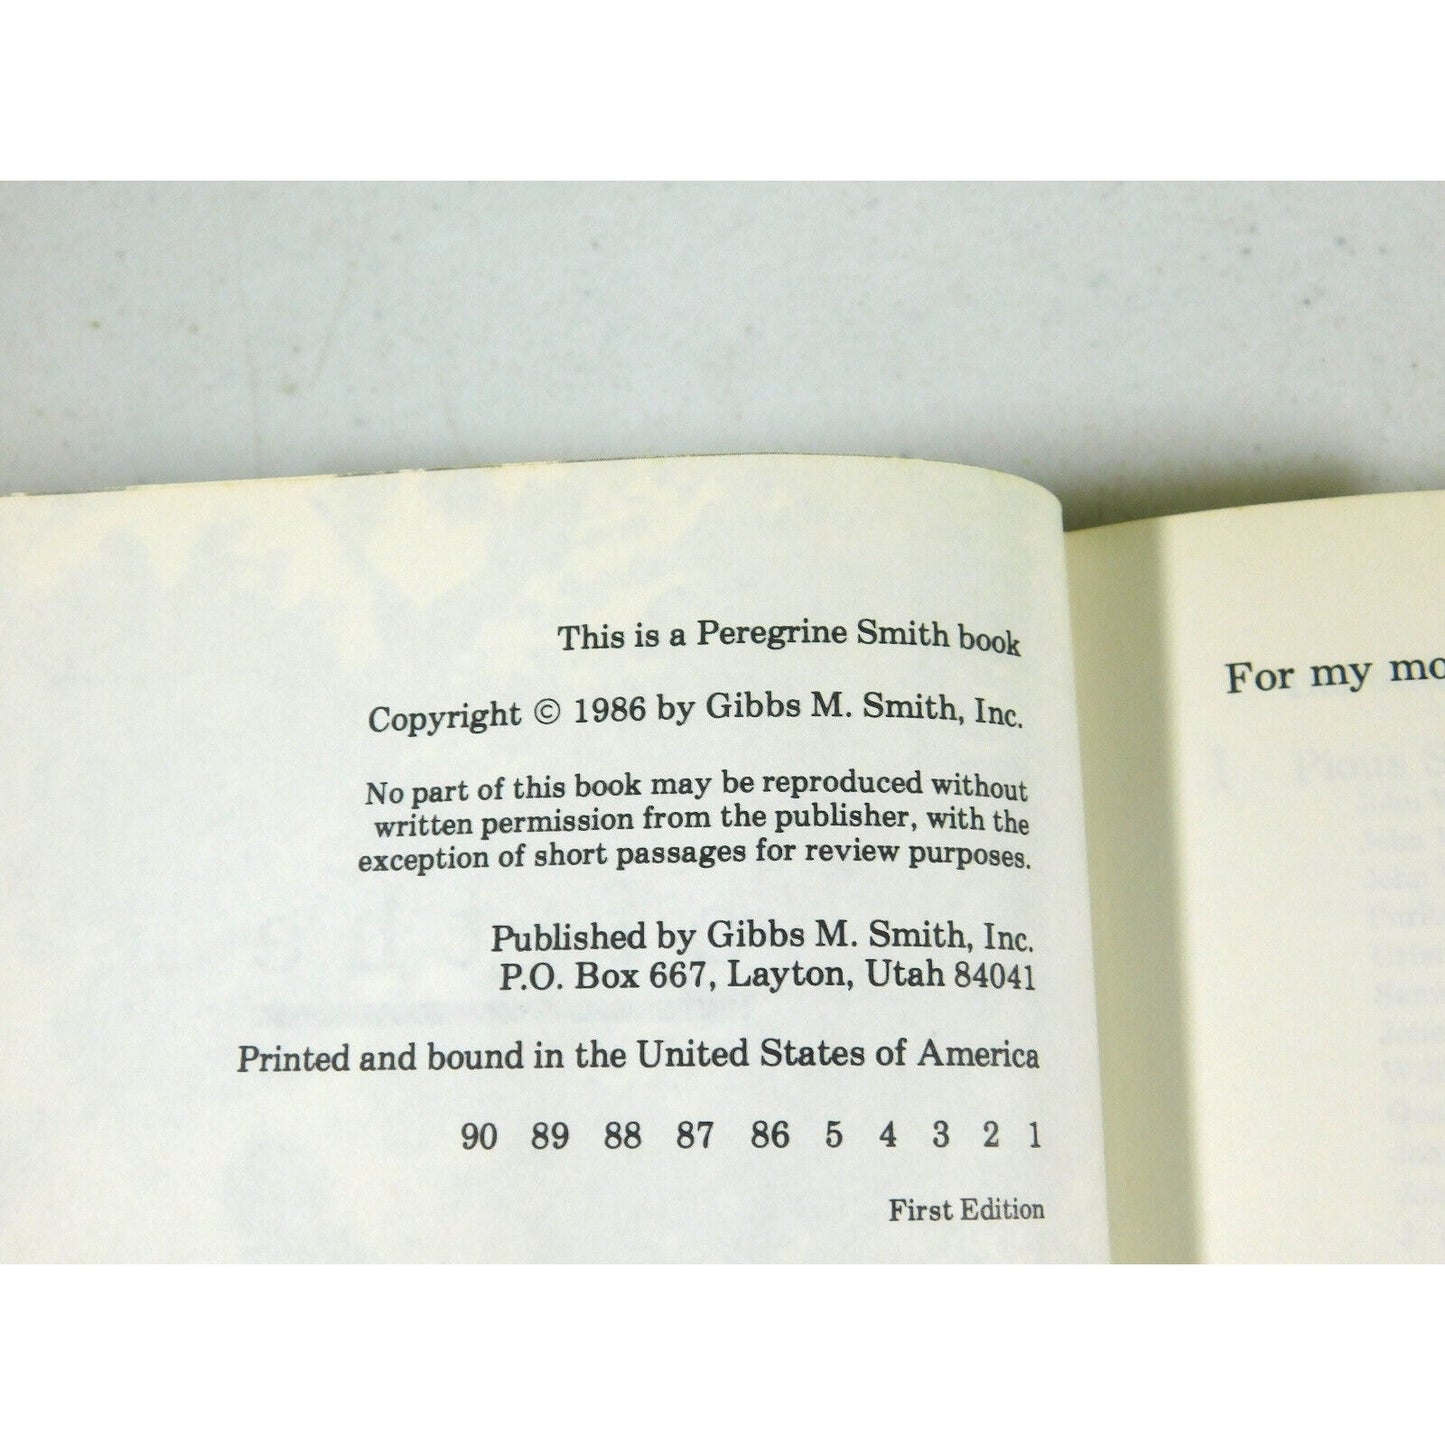 This is a Peregrine Smith book
Copyright © 1986 by Gibbs M. Smith, Inc.
No part of this book may be reproduced without
written permission from the publisher, with the
exception of short passages for review purposes.
Published by Gibbs M. Smith, Inc.
P.O. Box 667, Layton, Utah 84041
Printed and bound in the United States of America
90 89 88 87 86 5 4 3 2 1
First Edition
For my